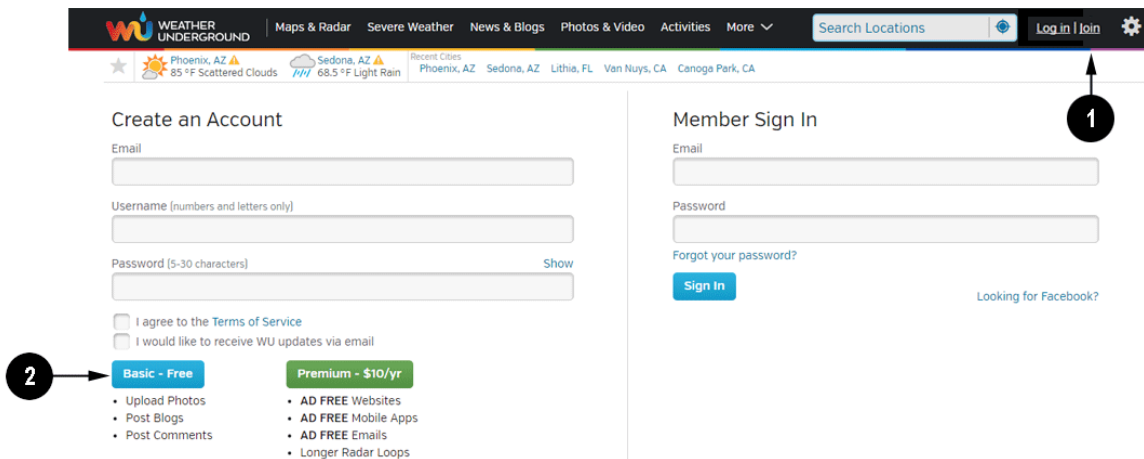 WEATHER UNDERGROUND
Maps & Radar Severe Weather News & Blogs Photos & Video Activities More Search Locations Log in | Join
Phoenix, AZ
85 °F Scattered Clouds
Sedona, AZ
68.5 °F Light Rain
Recent Cities
Phoenix, AZ Sedona, AZ Lithia, FL Van Nuys, CA Canoga Park, CA
1
Create an Account
Email
Username (numbers and letters only)
Password (5-30 characters) Show
I agree to the Terms of Service
I would like to receive WU updates via email
2
Basic - Free
• Upload Photos
• Post Blogs
• Post Comments
Premium - $10/yr
• AD FREE Websites
• AD FREE Mobile Apps
• AD FREE Emails
• Longer Radar Loops
Member Sign In
Email
Password
Forgot your password?
Sign In
Looking for Facebook?